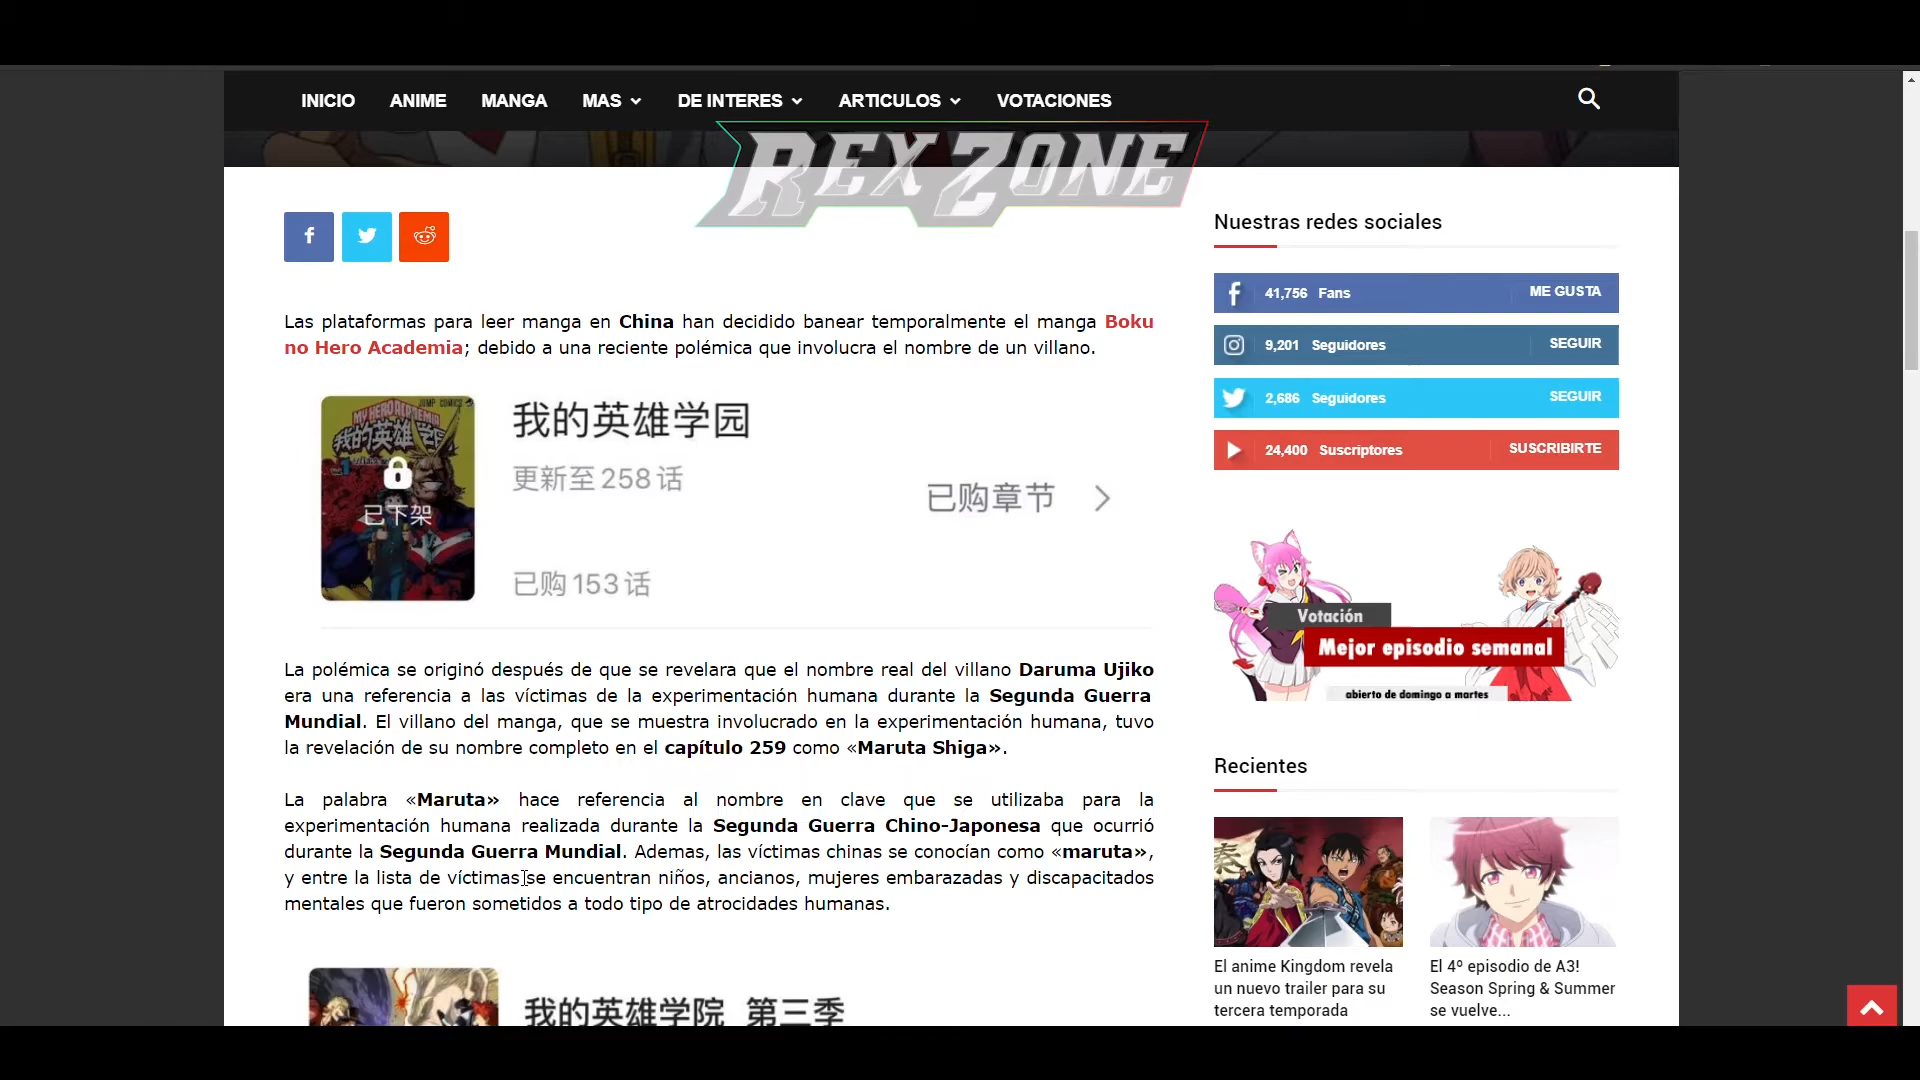 INICIO ANIME MANGA MAS DE INTERES ARTICULOS VOTACIONES
REX ZONE
Las plataformas para leer manga en China han decidido banear temporalmente el manga Boku
no Hero Academia; debido a una reciente polémica que involucra el nombre de un villano.
JUMP COMICS
MY HERO ACADEMIA
已下架
我的英雄学园
更新至258话
已购章节
已购153话
La polémica se originó después de que se revelara que el nombre real del villano Daruma Ujiko
era una referencia a las víctimas de la experimentación humana durante la Segunda Guerra
Mundial. El villano del manga, que se muestra involucrado en la experimentación humana, tuvo
la revelación de su nombre completo en el capítulo 259 como «Maruta Shiga».
La palabra «Maruta» hace referencia al nombre en clave que se utilizaba para la
experimentación humana realizada durante la Segunda Guerra Chino-Japonesa que ocurrió
durante la Segunda Guerra Mundial. Ademas, las víctimas chinas se conocían como «maruta»,
y entre la lista de víctimas se encuentran niños, ancianos, mujeres embarazadas y discapacitados
mentales que fueron sometidos a todo tipo de atrocidades humanas.
我的英雄学院 第三季
Nuestras redes sociales
41,756 Fans ME GUSTA
9,201 Seguidores SEGUIR
2,686 Seguidores SEGUIR
24,400 Suscriptores SUSCRIBIRTE
Votación
Mejor episodio semanal
abierto de domingo a martes
Recientes
El anime Kingdom revela
un nuevo trailer para su
tercera temporada
El 4º episodio de A3!
Season Spring & Summer
se vuelve...